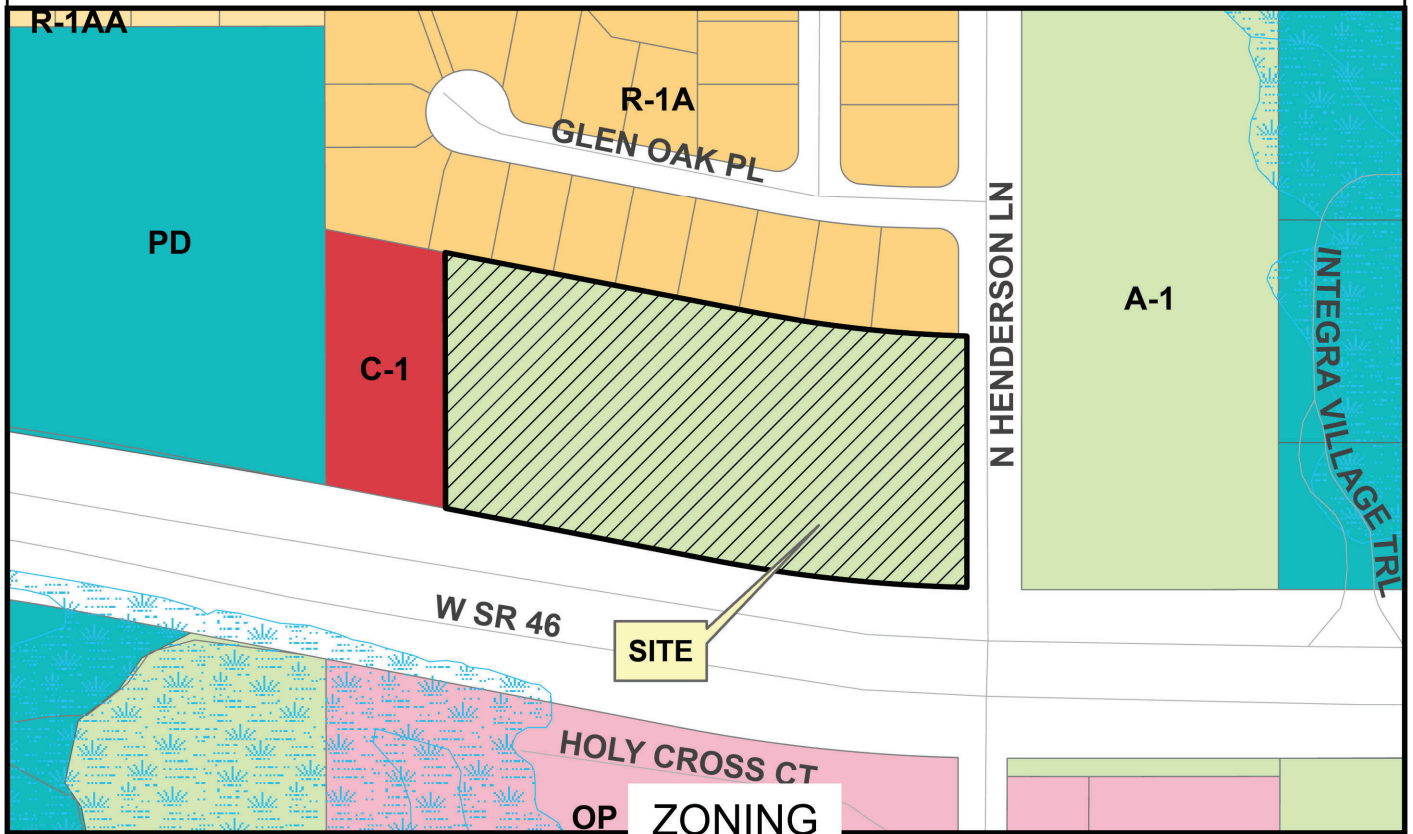 R-1AA
R-1A
GLEN OAK PL
PD
N HENDERSON LN
INTEGRA VILLAGE TRL
A-1
C-1
W SR 46
SITE
HOLY CROSS CT
OP
ZONING